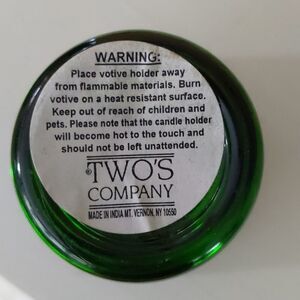 WARNING:
Place votive holder away
from flammable materials. Burn
votive on a heat resistant surface.
Keep out of reach of children and
pets. Please note that the candle holder
will become hot to the touch and
should not be left unattended.
©TWO'S
COMPANY
MADE IN INDIA MT. VERNON, NY 10550